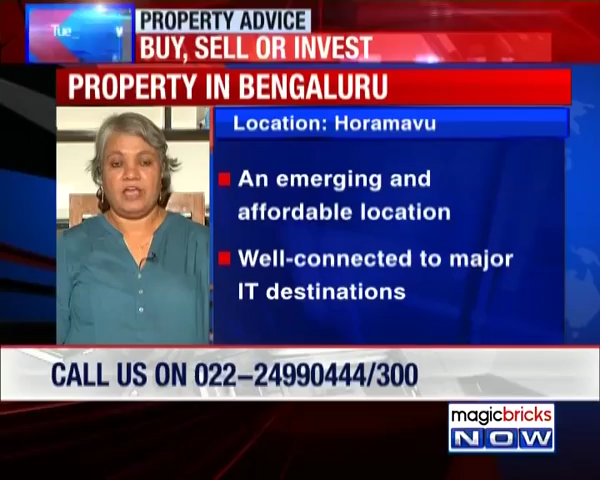 Tue
PROPERTY ADVICE
BUY, SELL OR INVEST
PROPERTY IN BENGALURU
Location: Horamavu
An emerging and
affordable location
Well-connected to major
IT destinations
CALL US ON 022–24990444/300
magicbricks
NOW